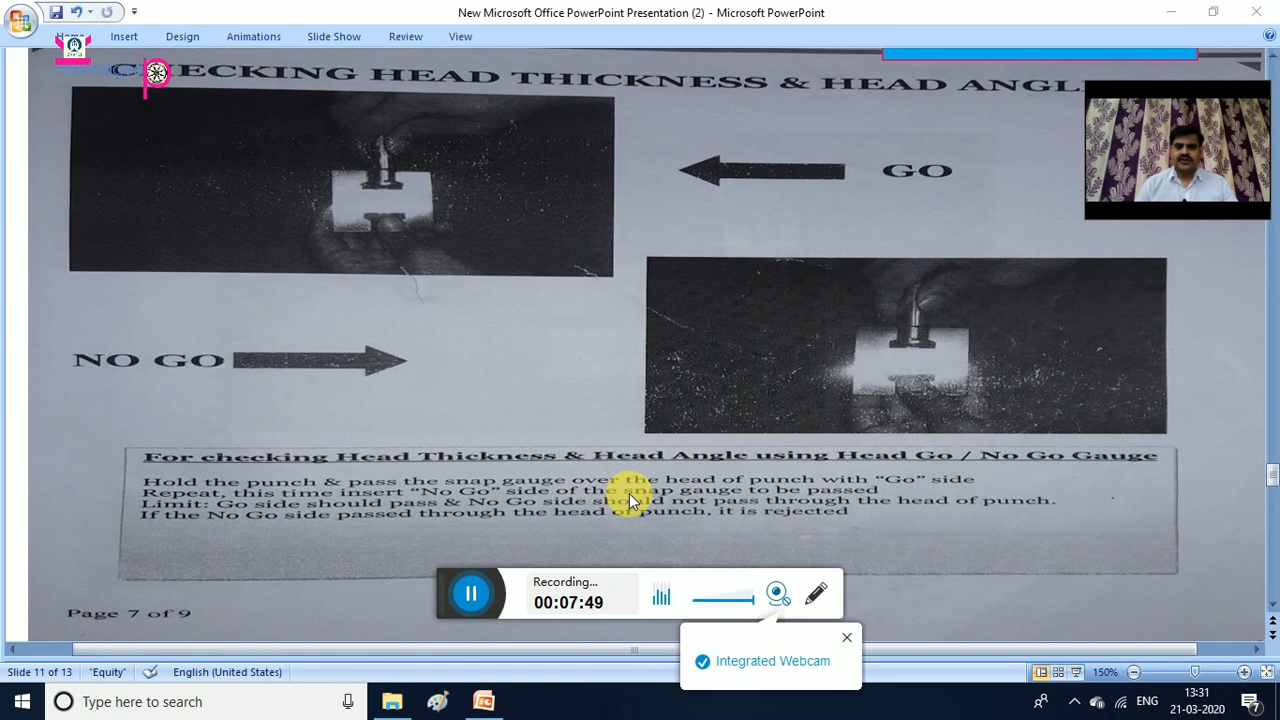 New Microsoft Office PowerPoint Presentation (2) - Microsoft PowerPoint
Home Insert Design Animations Slide Show Review View
CHECKING HEAD THICKNESS & HEAD ANGL
GO
NO GO
For checking Head Thickness & Head Angle using Head Go / No Go Gauge
Hold the punch & pass the snap gauge over the head of punch with "Go" side
Repeat, this time insert "No Go" side of the snap gauge to be passed
Limit: Go side should pass & No Go side should not pass through the head of punch.
If the No Go side passed through the head of punch, it is rejected
Page 7 of 9
Recording...
00:07:49
Integrated Webcam
Slide 11 of 13 "Equity" English (United States) 150%
Type here to search
ENG
13:31
21-03-2020
7